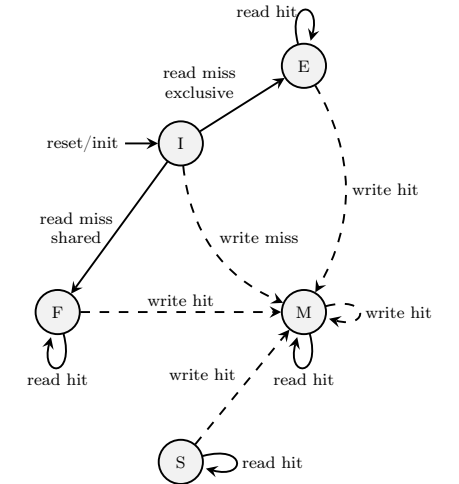 read hit
E
read miss
exclusive
reset/init
I
write hit
read miss
shared
write miss
F
write hit
M
write hit
read hit
read hit
write hit
S
read hit